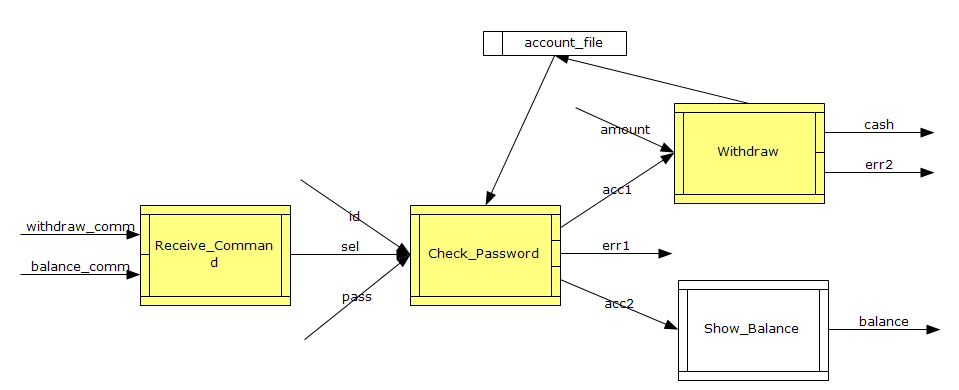 account_file
amount
Withdraw
cash
err2
acc1
id
withdraw_comm
Receive_Comman
d
sel
Check_Password
err1
balance_comm
pass
acc2
Show_Balance
balance